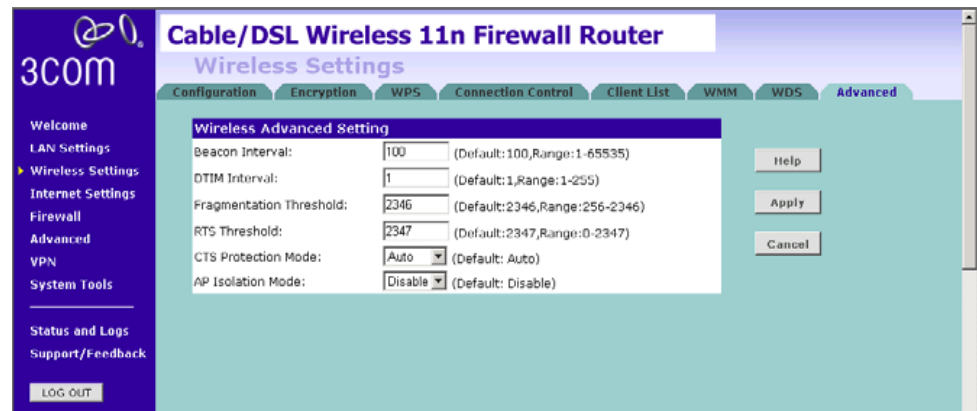 3COM
Cable/DSL Wireless 11n Firewall Router
Wireless Settings
Configuration Encryption WPS Connection Control Client List WMM WDS Advanced
Welcome
LAN Settings
Wireless Settings
Internet Settings
Firewall
Advanced
VPN
System Tools
Status and Logs
Support/Feedback
LOG OUT
Wireless Advanced Setting
Beacon Interval: 100 (Default:100,Range:1-65535)
DTIM Interval: 1 (Default:1,Range:1-255)
Fragmentation Threshold: 2346 (Default:2346,Range:256-2346)
RTS Threshold: 2347 (Default:2347,Range:0-2347)
CTS Protection Mode: Auto (Default: Auto)
AP Isolation Mode: Disable (Default: Disable)
Help
Apply
Cancel